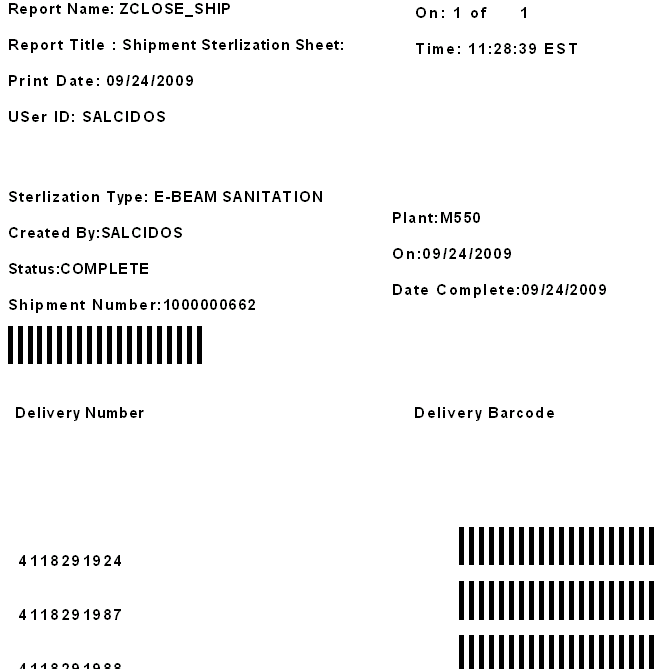 Report Name: ZCLOSE_SHIP
On: 1 of 1
Report Title : Shipment Sterlization Sheet:
Time: 11:28:39 EST
Print Date: 09/24/2009
USer ID: SALCIDOS
Sterlization Type: E-BEAM SANITATION
Plant:M550
Created By:SALCIDOS
On:09/24/2009
Status:COMPLETE
Date Complete:09/24/2009
Shipment Number:1000000662
Delivery Number
Delivery Barcode
4118291924
4118291987
4118291988